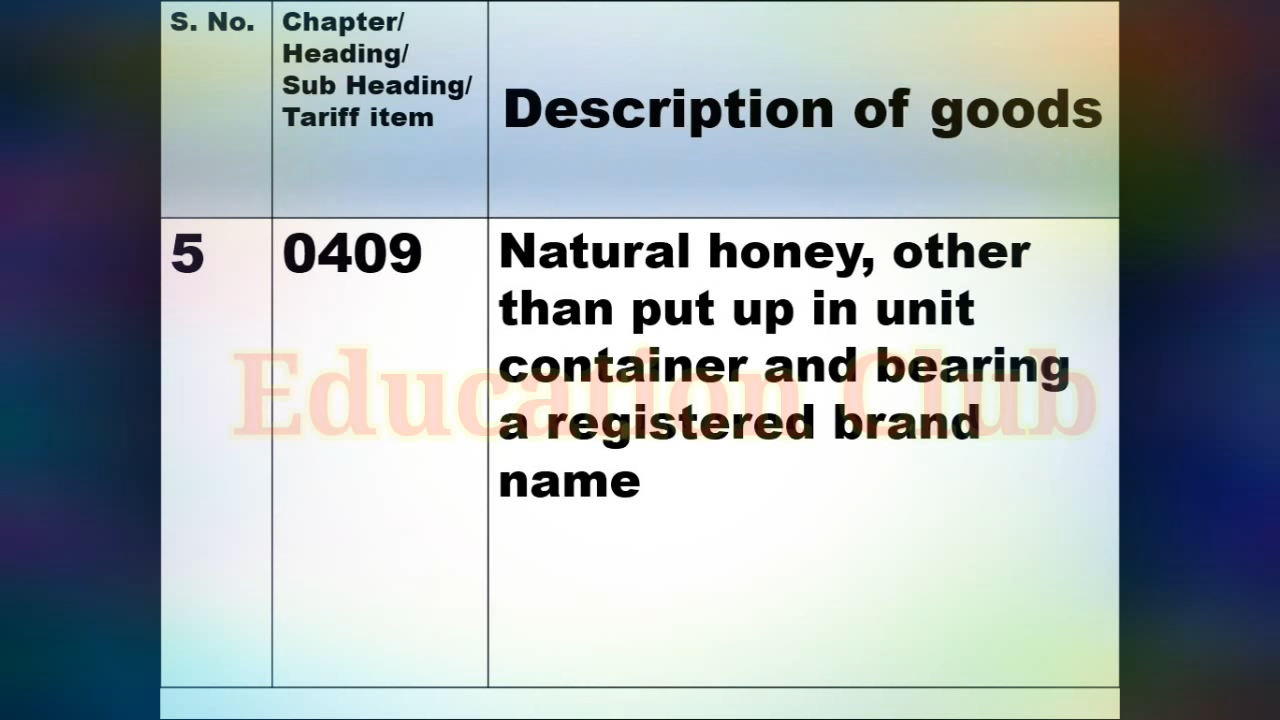 S. No.
Chapter/
Heading/
Sub Heading/
Tariff item
Description of goods
5
0409
Natural honey, other
than put up in unit
container and bearing
a registered brand
name
Education Club